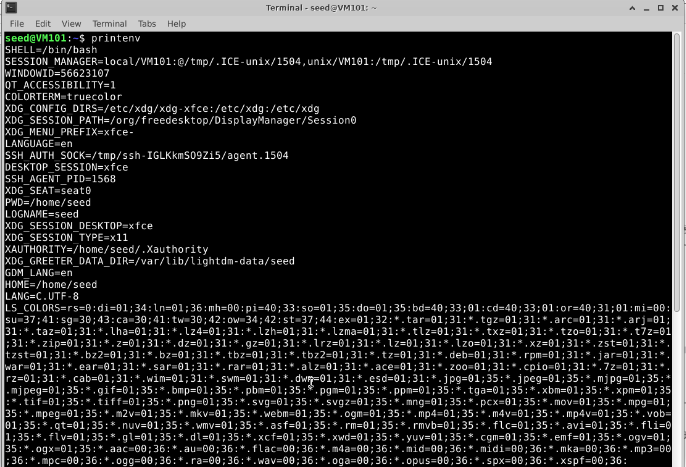 Terminal - seed@VM101: ~
File Edit View Terminal Tabs Help
seed@VM101:~$ printenv
SHELL=/bin/bash
SESSION_MANAGER=local/VM101:@/tmp/.ICE-unix/1504,unix/VM101:/tmp/.ICE-unix/1504
WINDOWID=56623107
QT_ACCESSIBILITY=1
COLORTERM=truecolor
XDG_CONFIG_DIRS=/etc/xdg/xdg-xfce:/etc/xdg:/etc/xdg
XDG_SESSION_PATH=/org/freedesktop/DisplayManager/Session0
XDG_MENU_PREFIX=xfce-
LANGUAGE=en
SSH_AUTH_SOCK=/tmp/ssh-IGLKkmSO9Zi5/agent.1504
DESKTOP_SESSION=xfce
SSH_AGENT_PID=1568
XDG_SEAT=seat0
PWD=/home/seed
LOGNAME=seed
XDG_SESSION_DESKTOP=xfce
XDG_SESSION_TYPE=x11
XAUTHORITY=/home/seed/.Xauthority
XDG_GREETER_DATA_DIR=/var/lib/lightdm-data/seed
GDM_LANG=en
HOME=/home/seed
LANG=C.UTF-8
LS_COLORS=rs=0:di=01;34:ln=01;36:mh=00:pi=40;33:so=01;35:do=01;35:bd=40;33;01:cd=40;33;01:or=40;31;01:mi=00:
su=37;41:sg=30;43:ca=30;41:tw=30;42:ow=34;42:st=37;44:ex=01;32:*.tar=01;31:*.tgz=01;31:*.arc=01;31:*.arj=01;
31:*.taz=01;31:*.lha=01;31:*.lz4=01;31:*.lzh=01;31:*.lzma=01;31:*.tlz=01;31:*.txz=01;31:*.tzo=01;31:*.t7z=01
;31:*.zip=01;31:*.z=01;31:*.dz=01;31:*.gz=01;31:*.lrz=01;31:*.lz=01;31:*.lzo=01;31:*.xz=01;31:*.zst=01;31:*.
tzst=01;31:*.bz2=01;31:*.bz=01;31:*.tbz=01;31:*.tbz2=01;31:*.tz=01;31:*.deb=01;31:*.rpm=01;31:*.jar=01;31:*.
war=01;31:*.ear=01;31:*.sar=01;31:*.rar=01;31:*.alz=01;31:*.ace=01;31:*.zoo=01;31:*.cpio=01;31:*.7z=01;31:*.
rz=01;31:*.cab=01;31:*.wim=01;31:*.swm=01;31:*.dwm=01;31:*.esd=01;31:*.jpg=01;35:*.jpeg=01;35:*.mjpg=01;35:*
.mjpeg=01;35:*.gif=01;35:*.bmp=01;35:*.pbm=01;35:*.pgm=01;35:*.ppm=01;35:*.tga=01;35:*.xbm=01;35:*.xpm=01;35
:*.tif=01;35:*.tiff=01;35:*.png=01;35:*.svg=01;35:*.svgz=01;35:*.mng=01;35:*.pcx=01;35:*.mov=01;35:*.mpg=01;
35:*.mpeg=01;35:*.m2v=01;35:*.mkv=01;35:*.webm=01;35:*.ogm=01;35:*.mp4=01;35:*.m4v=01;35:*.mp4v=01;35:*.vob=
01;35:*.qt=01;35:*.nuv=01;35:*.wmv=01;35:*.asf=01;35:*.rm=01;35:*.rmvb=01;35:*.flc=01;35:*.avi=01;35:*.fli=0
1;35:*.flv=01;35:*.gl=01;35:*.dl=01;35:*.xcf=01;35:*.xwd=01;35:*.yuv=01;35:*.cgm=01;35:*.emf=01;35:*.ogv=01;
35:*.ogx=01;35:*.aac=00;36:*.au=00;36:*.flac=00;36:*.m4a=00;36:*.mid=00;36:*.midi=00;36:*.mka=00;36:*.mp3=00
;36:*.mpc=00;36:*.ogg=00;36:*.ra=00;36:*.wav=00;36:*.oga=00;36:*.opus=00;36:*.spx=00;36:*.xspf=00;36: